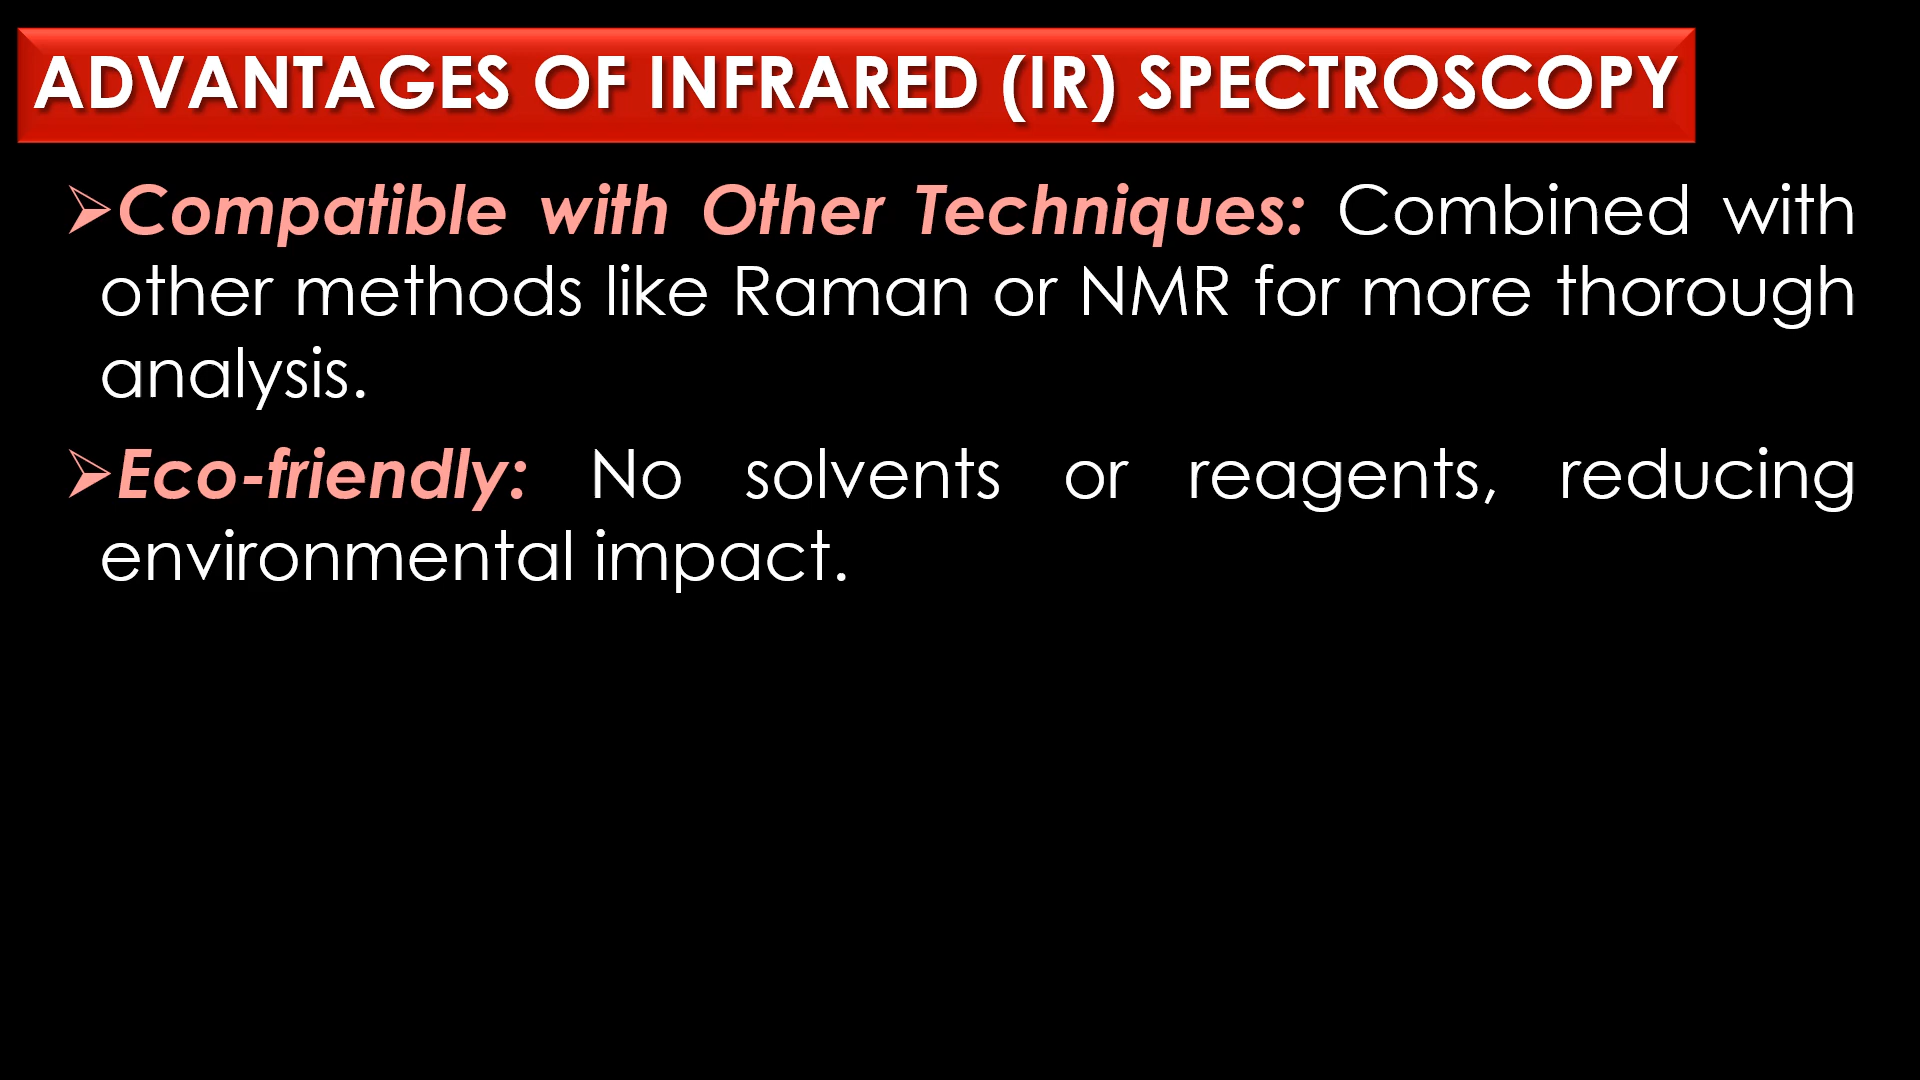 ADVANTAGES OF INFRARED (IR) SPECTROSCOPY
➢Compatible with Other Techniques: Combined with
other methods like Raman or NMR for more thorough
analysis.
➢Eco-friendly: No solvents or reagents, reducing
environmental impact.